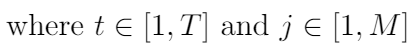 where t ∈ [1, T] and j ∈ [1, M]